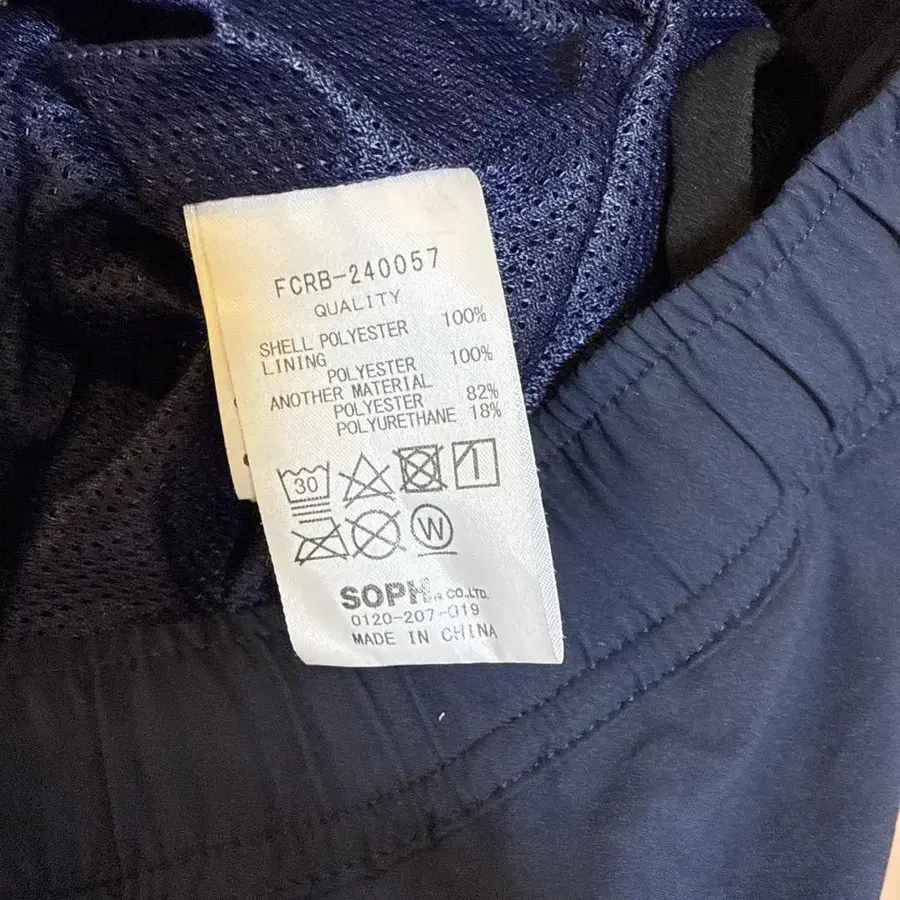 FCRB-240057
QUALITY
SHELL POLYESTER 100%
LINING
POLYESTER 100%
ANOTHER MATERIAL
POLYESTER 82%
POLYURETHANE 18%
30
W
SOPH. CO.,LTD.
0120-207-019
MADE IN CHINA